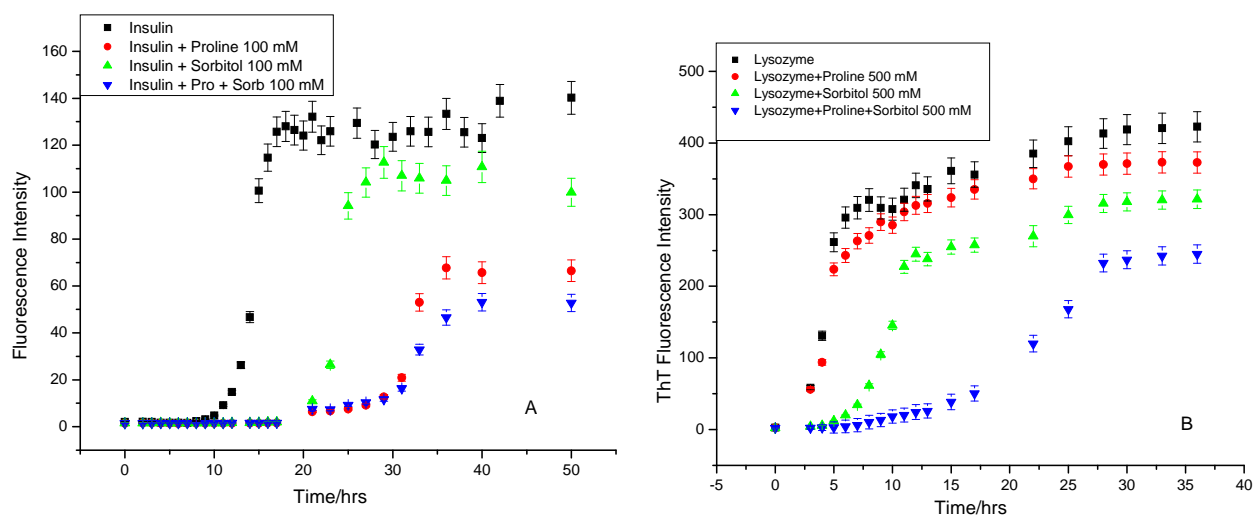 Insulin
Insulin + Proline 100 mM
Insulin + Sorbitol 100 mM
Insulin + Pro + Sorb 100 mM
160
140
120
100
80
60
40
20
0
Fluorescence Intensity
A
0 10 20 30 40 50
Time/hrs
Lysozyme
Lysozyme+Proline 500 mM
Lysozyme+Sorbitol 500 mM
Lysozyme+Proline+Sorbitol 500 mM
500
400
300
200
100
0
ThT Fluorescence Intensity
B
-5 0 5 10 15 20 25 30 35 40
Time/hrs